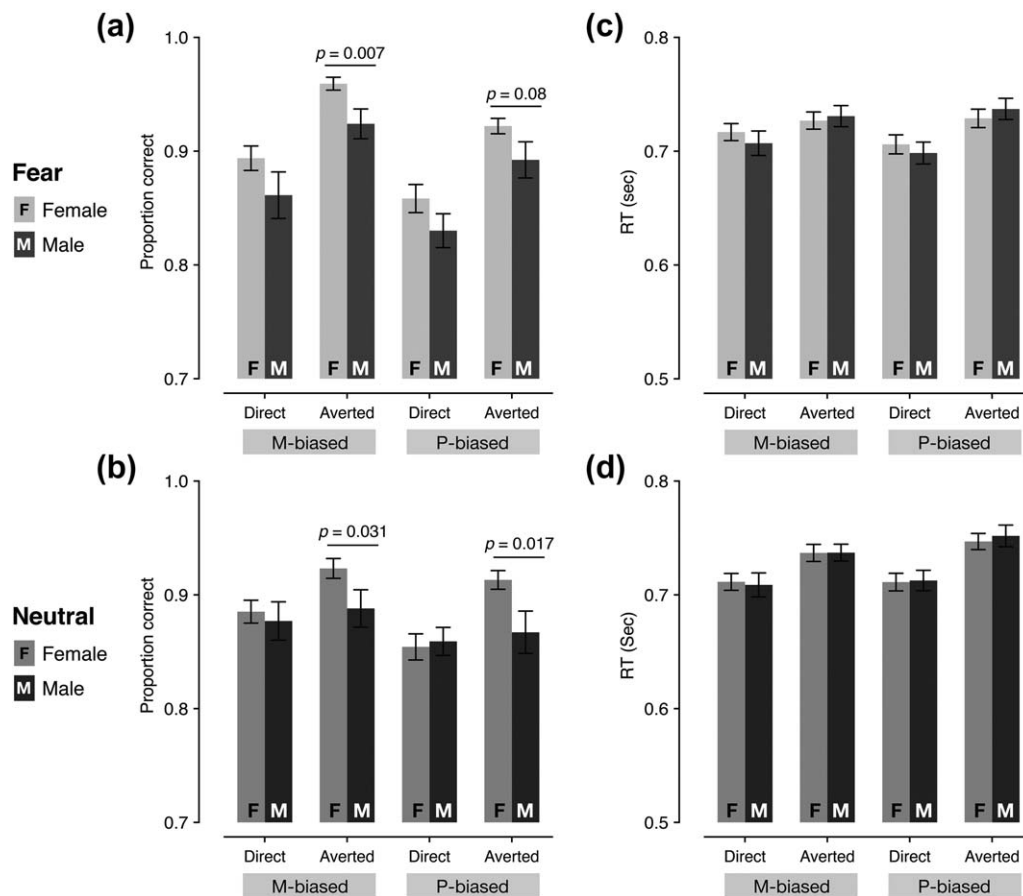 (a)
1.0
0.9
0.8
0.7
Proportion correct
p = 0.007
p = 0.08
F M F M F M F M
Direct Averted Direct Averted
M-biased P-biased
(c)
0.8
0.7
0.6
0.5
RT (sec)
F M F M F M F M
Direct Averted Direct Averted
M-biased P-biased
Fear
F Female
M Male
(b)
1.0
0.9
0.8
0.7
Proportion correct
p = 0.031
p = 0.017
F M F M F M F M
Direct Averted Direct Averted
M-biased P-biased
(d)
0.8
0.7
0.6
0.5
RT (Sec)
F M F M F M F M
Direct Averted Direct Averted
M-biased P-biased
Neutral
F Female
M Male